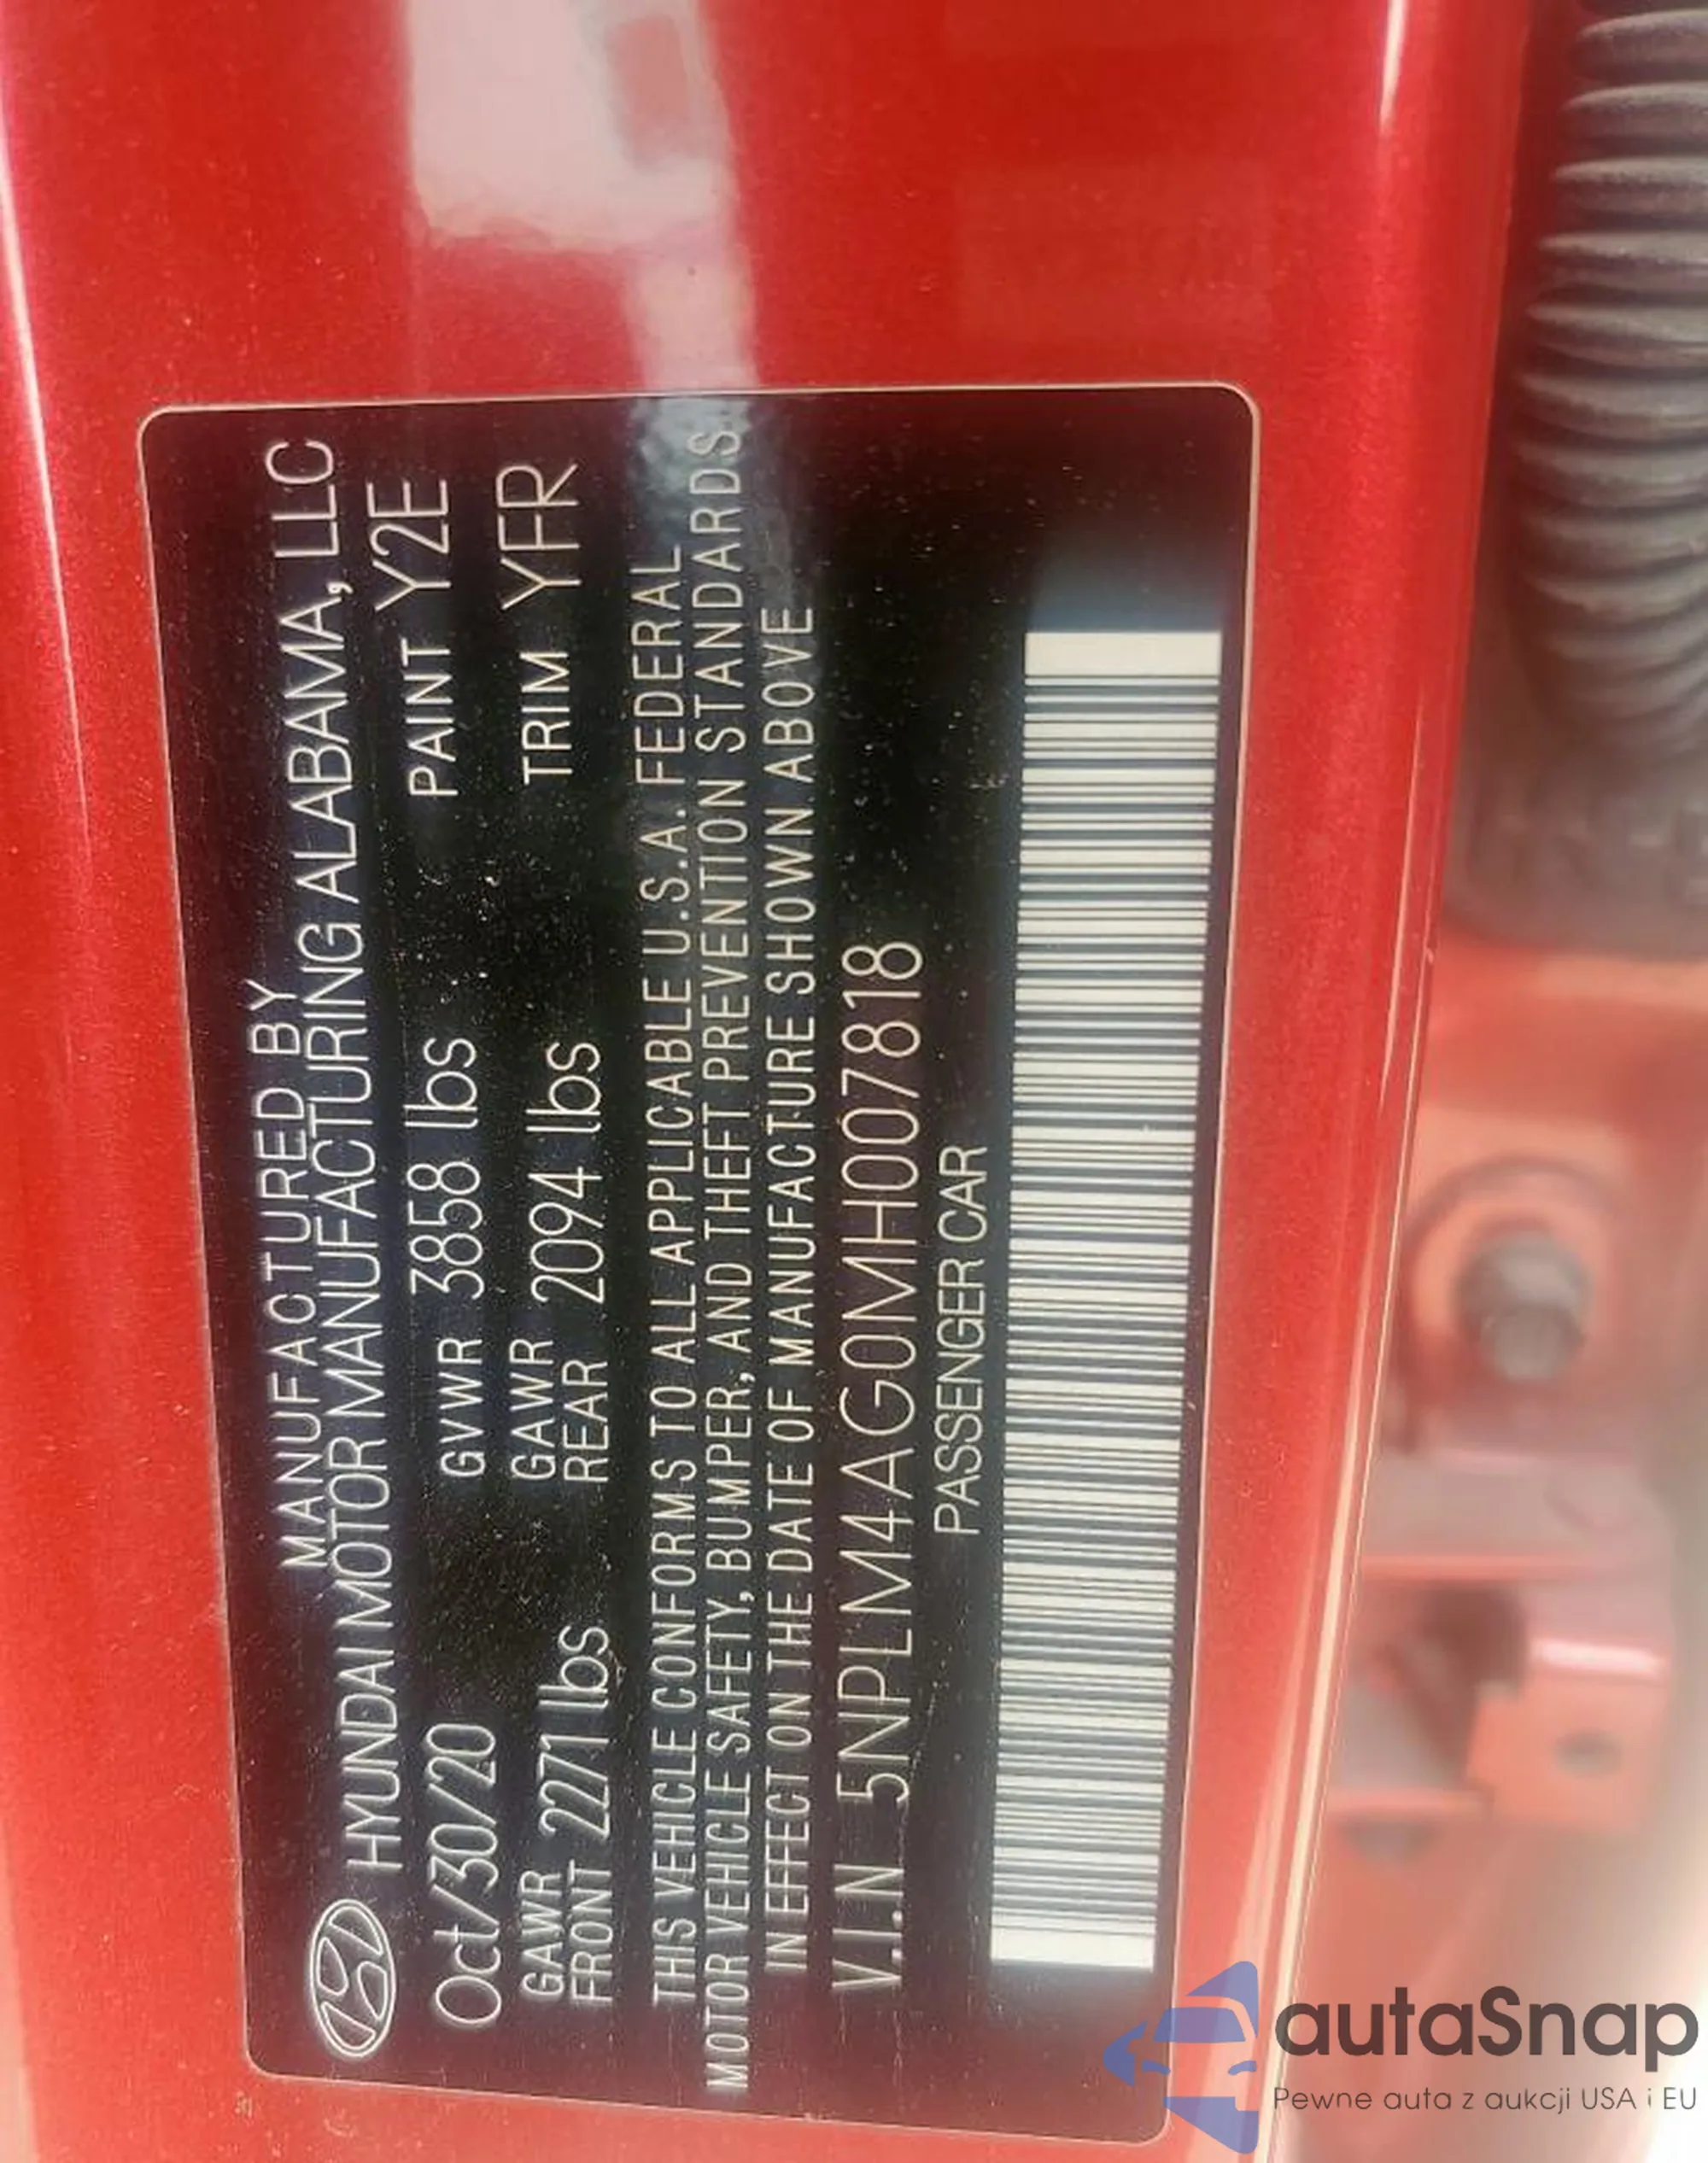 MANUFACTURED BY
HYUNDAI MOTOR MANUFACTURING ALABAMA, LLC
Oct/30/20 GVWR 3858 lbs PAINT Y2E
GAWR FRONT 2271 lbs GAWR REAR 2094 lbs TRIM YFR
THIS VEHICLE CONFORMS TO ALL APPLICABLE U.S.A. FEDERAL
MOTOR VEHICLE SAFETY, BUMPER, AND THEFT PREVENTION STANDARDS
IN EFFECT ON THE DATE OF MANUFACTURE SHOWN ABOVE
V.I.N 5NPLM4AG0MH007818
PASSENGER CAR
autaSnap
Pewne auta z aukcji USA i EU